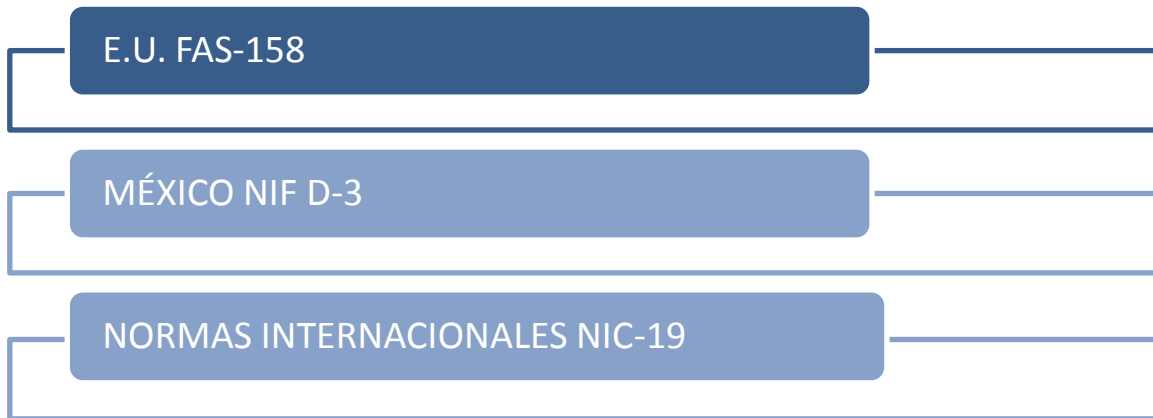 E.U. FAS-158
MÉXICO NIF D-3
NORMAS INTERNACIONALES NIC-19